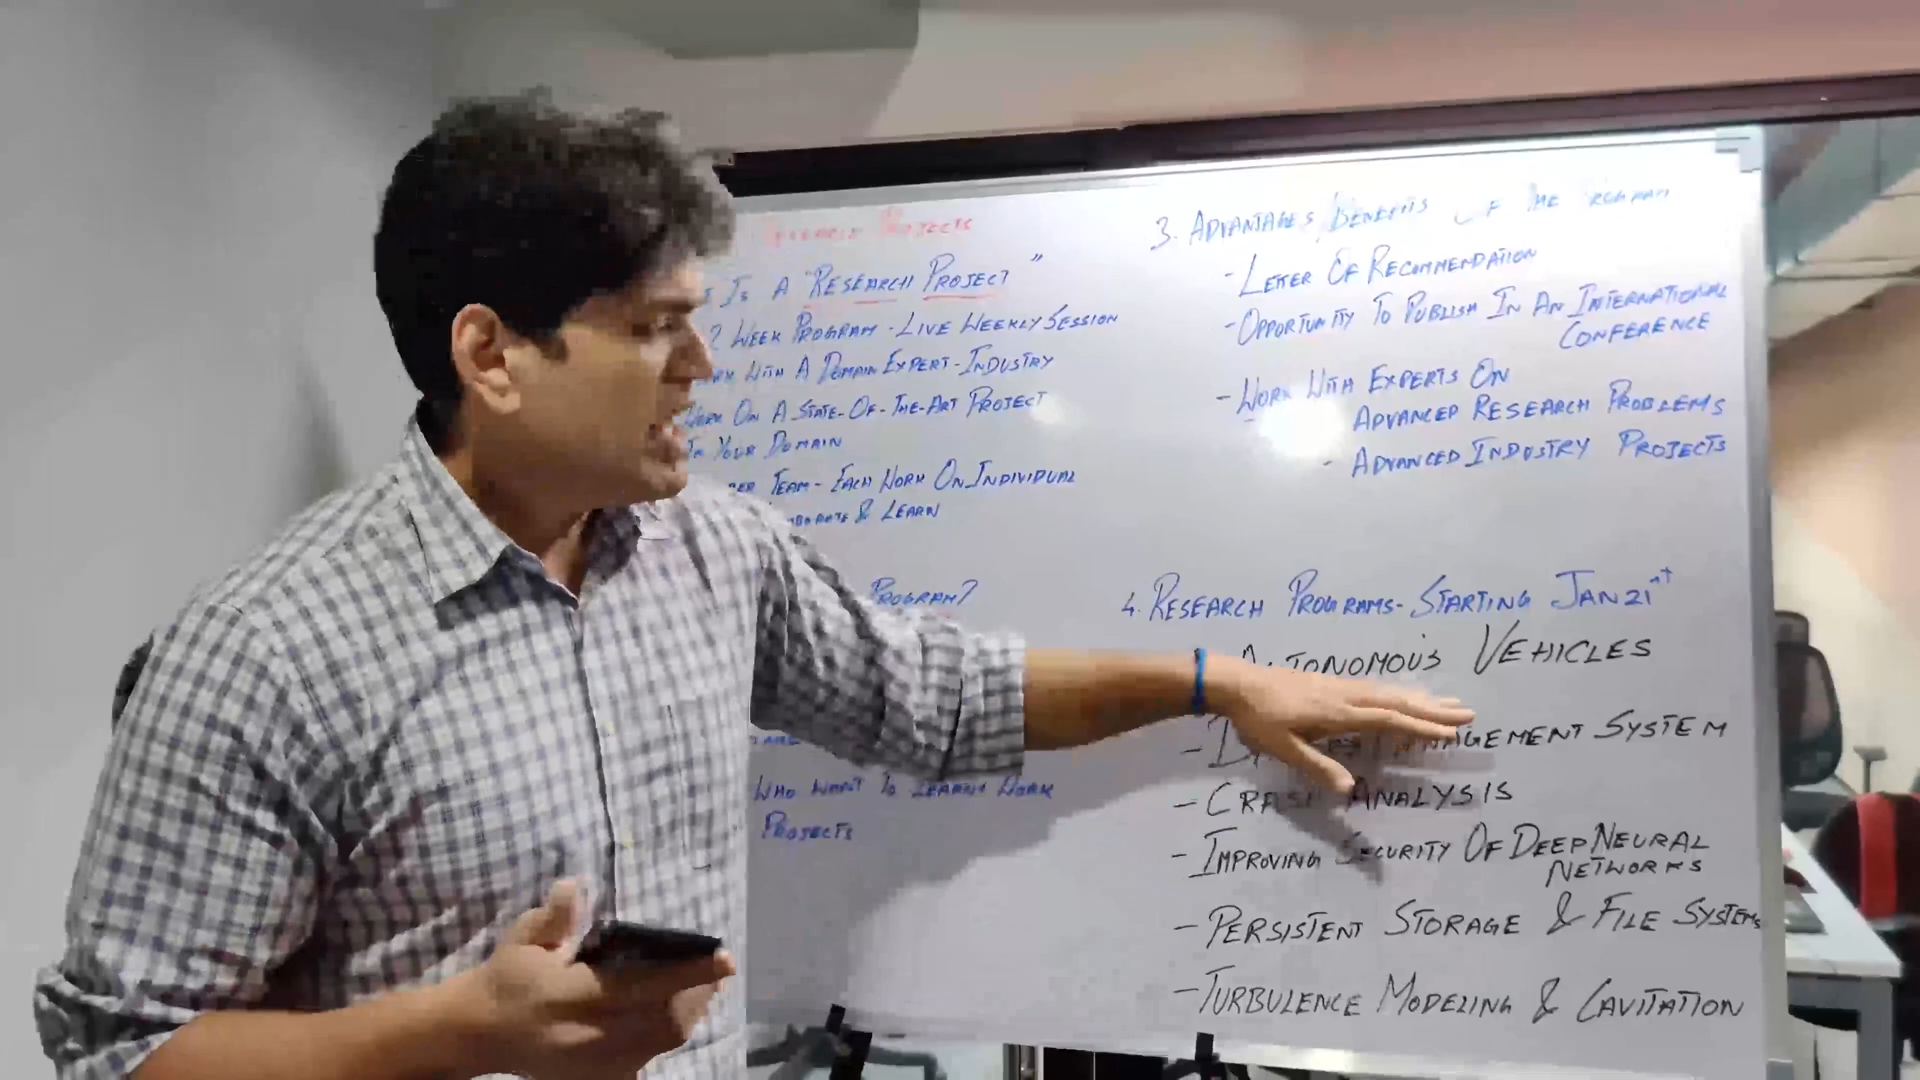 RESEARCH PROJECTS
IS A "RESEARCH PROJECT"
2 WEEK PROGRAM - LIVE WEEKLY SESSION
WITH A DOMAIN EXPERT - INDUSTRY
WORK ON A STATE-OF-THE-ART PROJECT
IN YOUR DOMAIN
TEAM - EACH WORK ON INDIVIDUAL
& LEARN
PROGRAM?
WHO WANT TO LEARN & WORK
PROJECTS
3. ADVANTAGES, BENEFITS OF THE PROGRAM
- LETTER OF RECOMMENDATION
- OPPORTUNITY TO PUBLISH IN AN INTERNATIONAL
CONFERENCE
- WORK WITH EXPERTS ON
ADVANCED RESEARCH PROBLEMS
- ADVANCED INDUSTRY PROJECTS
4. RESEARCH PROGRAMS - STARTING JAN 21st
AUTONOMOUS VEHICLES
- MANAGEMENT SYSTEM
- CRASH ANALYSIS
- IMPROVING SECURITY OF DEEP NEURAL
NETWORKS
- PERSISTENT STORAGE & FILE SYSTEMS
- TURBULENCE MODELING & CAVITATION